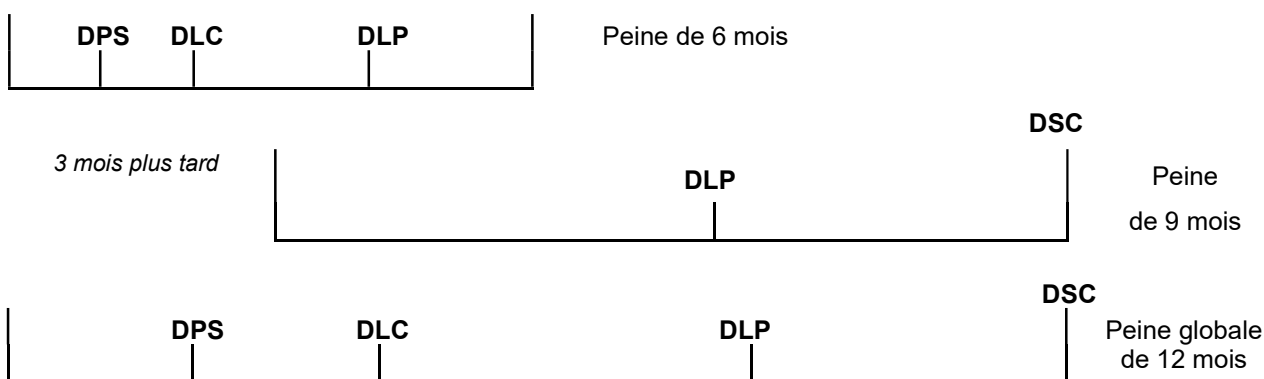 DPS DLC DLP Peine de 6 mois
DSC
3 mois plus tard
DLP Peine
de 9 mois
DSC
DPS DLC DLP Peine globale
de 12 mois